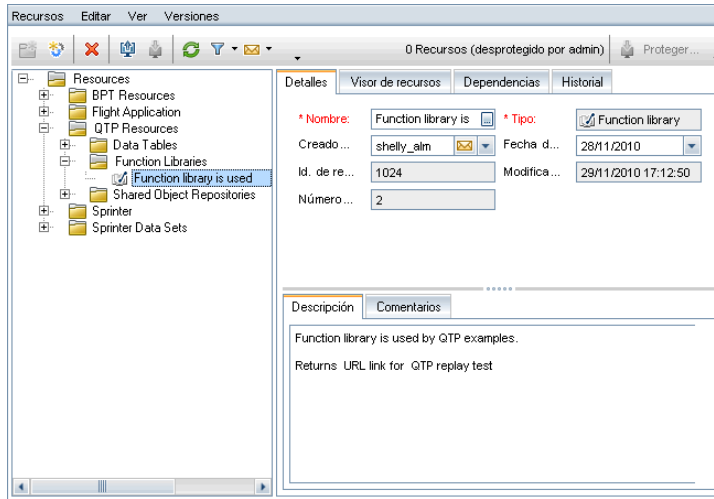 Recursos Editar Ver Versiones
0 Recursos (desprotegido por admin) Proteger...
Resources
BPT Resources
Flight Application
QTP Resources
Data Tables
Function Libraries
Function library is used
Shared Object Repositories
Sprinter
Sprinter Data Sets
Detalles Visor de recursos Dependencias Historial
* Nombre: Function library is ... * Tipo: Function library
Creado... shelly_alm Fecha d... 28/11/2010
Id. de re... 1024 Modifica... 29/11/2010 17:12:50
Número... 2
Descripción Comentarios
Function library is used by QTP examples.
Returns URL link for QTP replay test